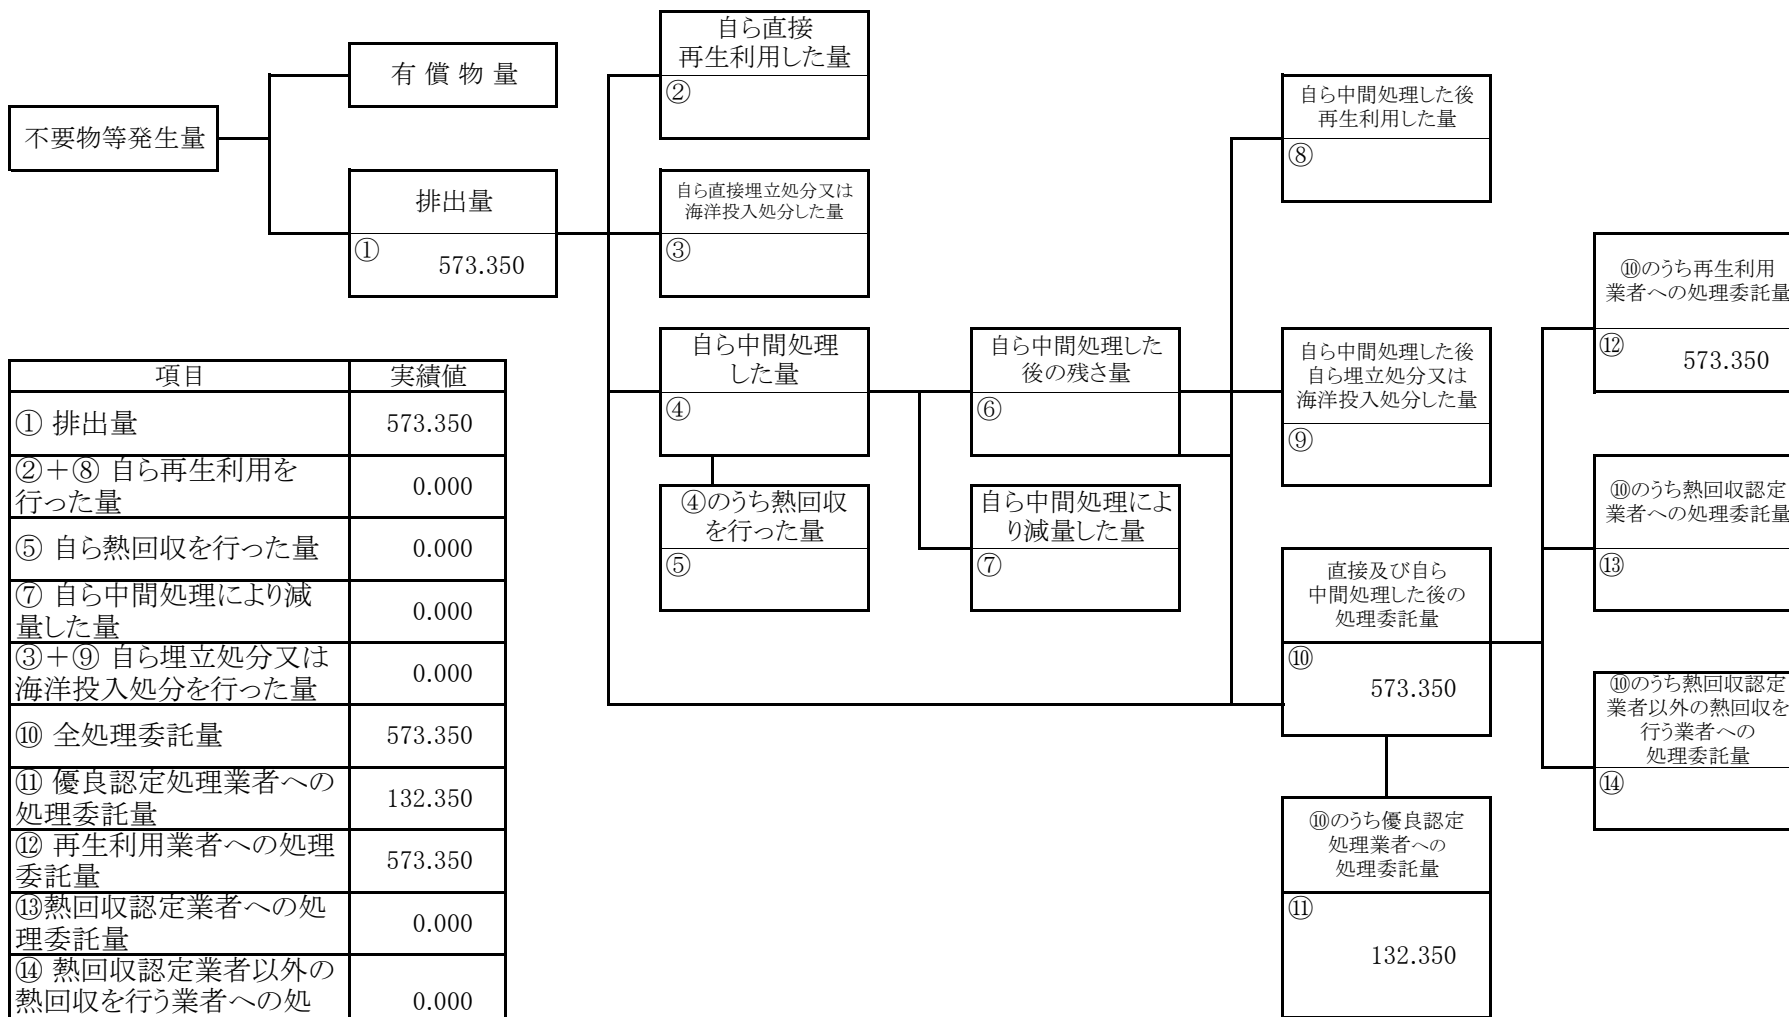 不要物等発生量
有 償 物 量
排出量
①
573.350
自ら直接
再生利用した量
②
自ら直接埋立処分又は
海洋投入処分した量
③
自ら中間処理
した量
④
④のうち熱回収
を行った量
⑤
自ら中間処理した
後の残さ量
⑥
自ら中間処理によ
り減量した量
⑦
自ら中間処理した後
再生利用した量
⑧
自ら中間処理した後
自ら埋立処分又は
海洋投入処分した量
⑨
直接及び自ら
中間処理した後の
処理委託量
⑩
573.350
⑩のうち優良認定
処理業者への
処理委託量
⑪
132.350
⑩のうち再生利用
業者への処理委託量
⑫
573.350
⑩のうち熱回収認定
業者への処理委託量
⑬
⑩のうち熱回収認定
業者以外の熱回収を
行う業者への
処理委託量
⑭
項目 実績値
① 排出量 573.350
②+⑧ 自ら再生利用を
行った量 0.000
⑤ 自ら熱回収を行った量 0.000
⑦ 自ら中間処理により減
量した量 0.000
③+⑨ 自ら埋立処分又は
海洋投入処分を行った量 0.000
⑩ 全処理委託量 573.350
⑪ 優良認定処理業者への
処理委託量 132.350
⑫ 再生利用業者への処理
委託量 573.350
⑬熱回収認定業者への処
理委託量 0.000
⑭ 熱回収認定業者以外の
熱回収を行う業者への処 0.000